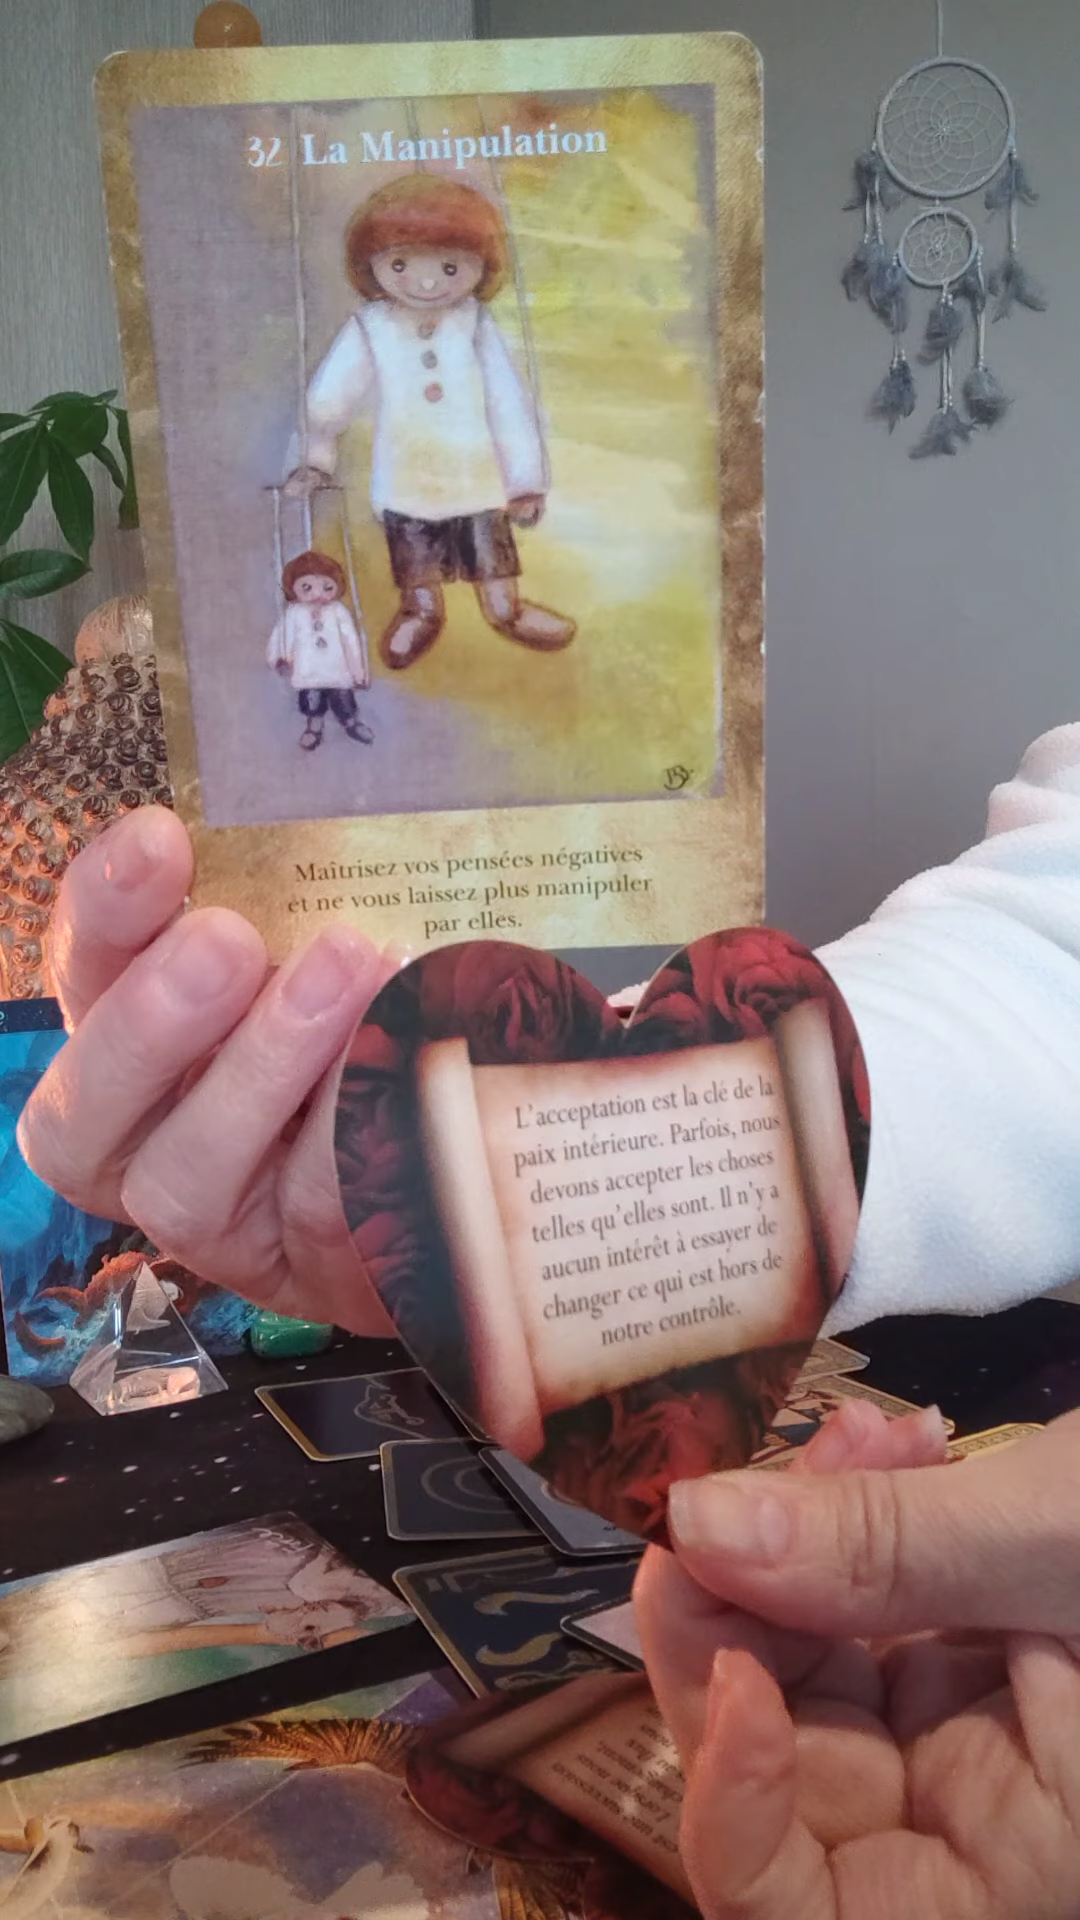 32 La Manipulation
Maîtrisez vos pensées négatives
et ne vous laissez plus manipuler
par elles.
L'acceptation est la clé de la
paix intérieure. Parfois, nous
devons accepter les choses
telles qu'elles sont. Il n'y a
aucun intérêt à essayer de
changer ce qui est hors de
notre contrôle.